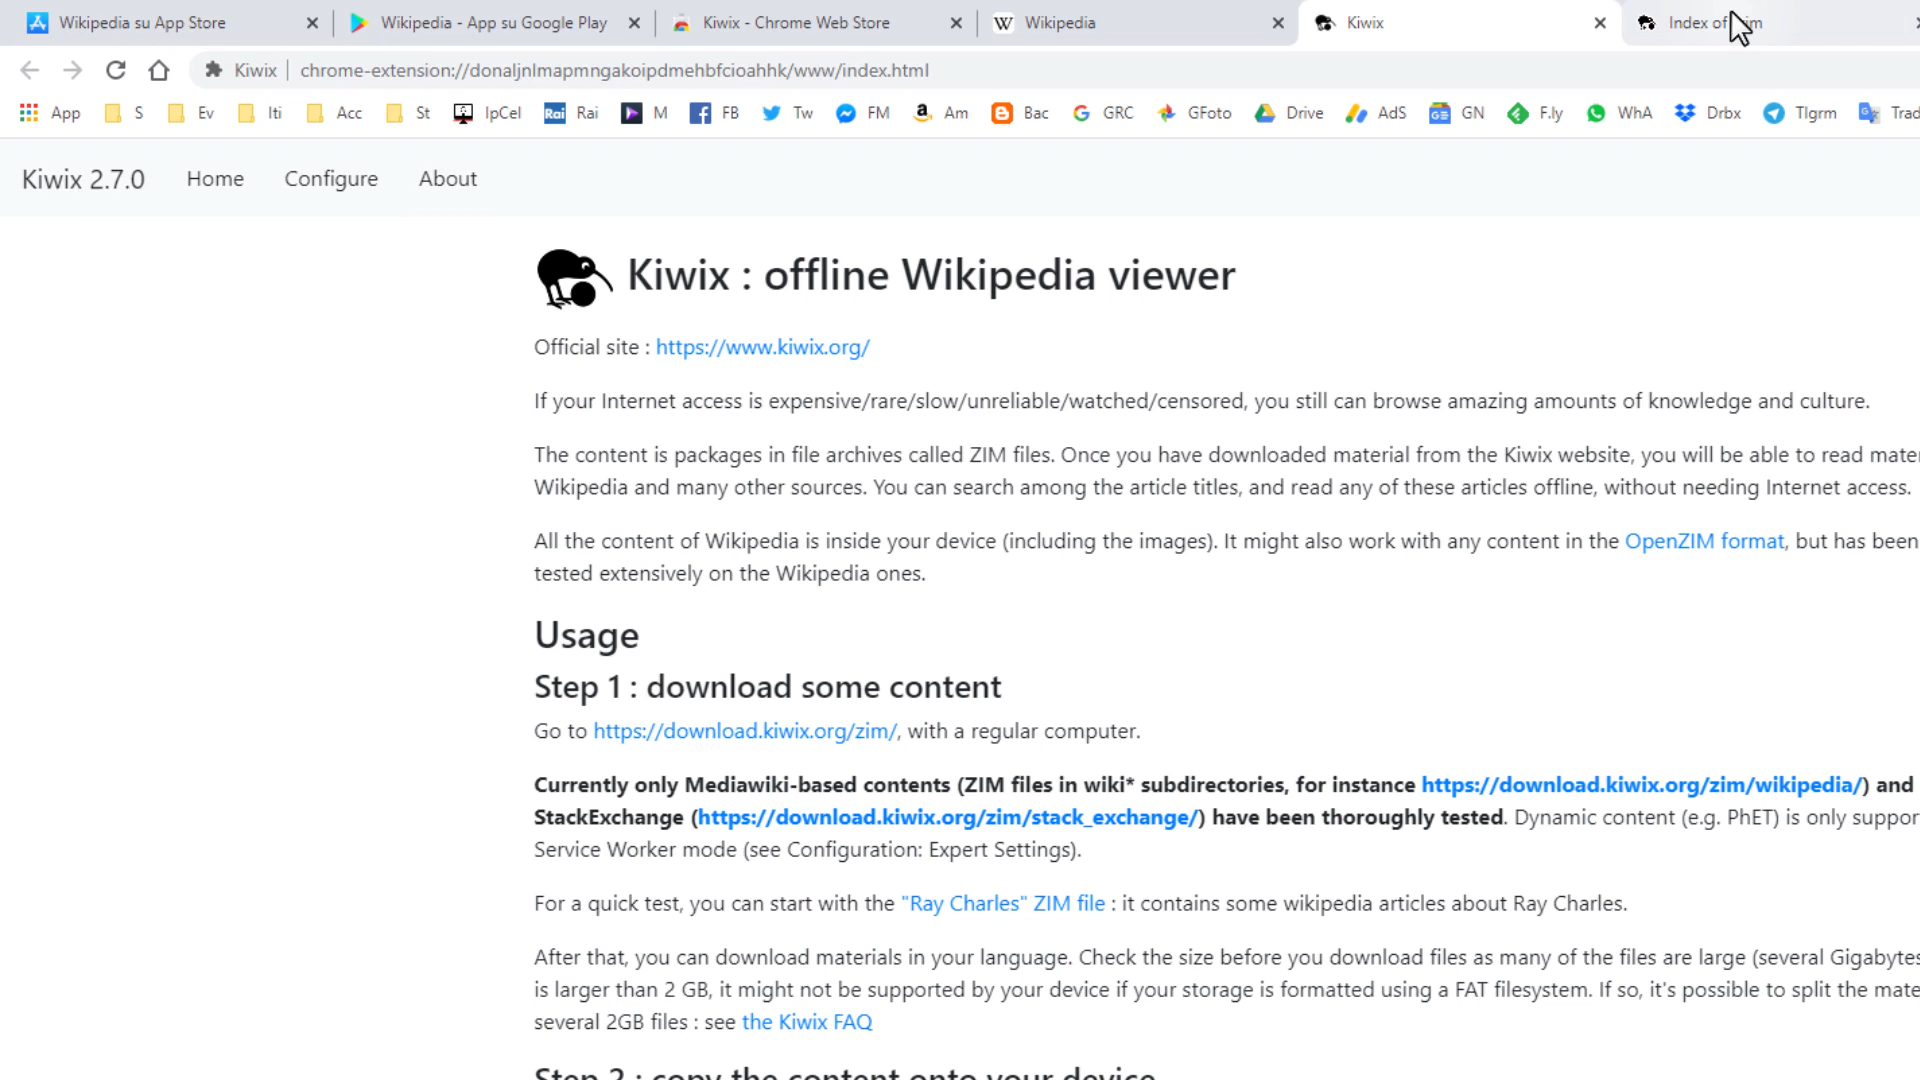 Wikipedia su App Store
Wikipedia - App su Google Play
Kiwix - Chrome Web Store
Wikipedia
Kiwix
Index of
Kiwix
chrome-extension://donaljnlmapmngakoipdmehbfcioahhk/www/index.html
App S Ev Iti Acc St IpCel Rai Rai M FB Tw FM Am Bac GRC GFoto Drive AdS GN F.ly WhA Drbx Tlgrm Trad
Kiwix 2.7.0 Home Configure About
Kiwix : offline Wikipedia viewer
Official site : https://www.kiwix.org/
If your Internet access is expensive/rare/slow/unreliable/watched/censored, you still can browse amazing amounts of knowledge and culture.
The content is packages in file archives called ZIM files. Once you have downloaded material from the Kiwix website, you will be able to read mater
Wikipedia and many other sources. You can search among the article titles, and read any of these articles offline, without needing Internet access.
All the content of Wikipedia is inside your device (including the images). It might also work with any content in the OpenZIM format, but has been
tested extensively on the Wikipedia ones.
Usage
Step 1 : download some content
Go to https://download.kiwix.org/zim/, with a regular computer.
Currently only Mediawiki-based contents (ZIM files in wiki* subdirectories, for instance https://download.kiwix.org/zim/wikipedia/) and
StackExchange (https://download.kiwix.org/zim/stack_exchange/) have been thoroughly tested. Dynamic content (e.g. PhET) is only suppor
Service Worker mode (see Configuration: Expert Settings).
For a quick test, you can start with the "Ray Charles" ZIM file : it contains some wikipedia articles about Ray Charles.
After that, you can download materials in your language. Check the size before you download files as many of the files are large (several Gigabytes
is larger than 2 GB, it might not be supported by your device if your storage is formatted using a FAT filesystem. If so, it's possible to split the mate
several 2GB files : see the Kiwix FAQ
Step 2 : copy the content onto your device